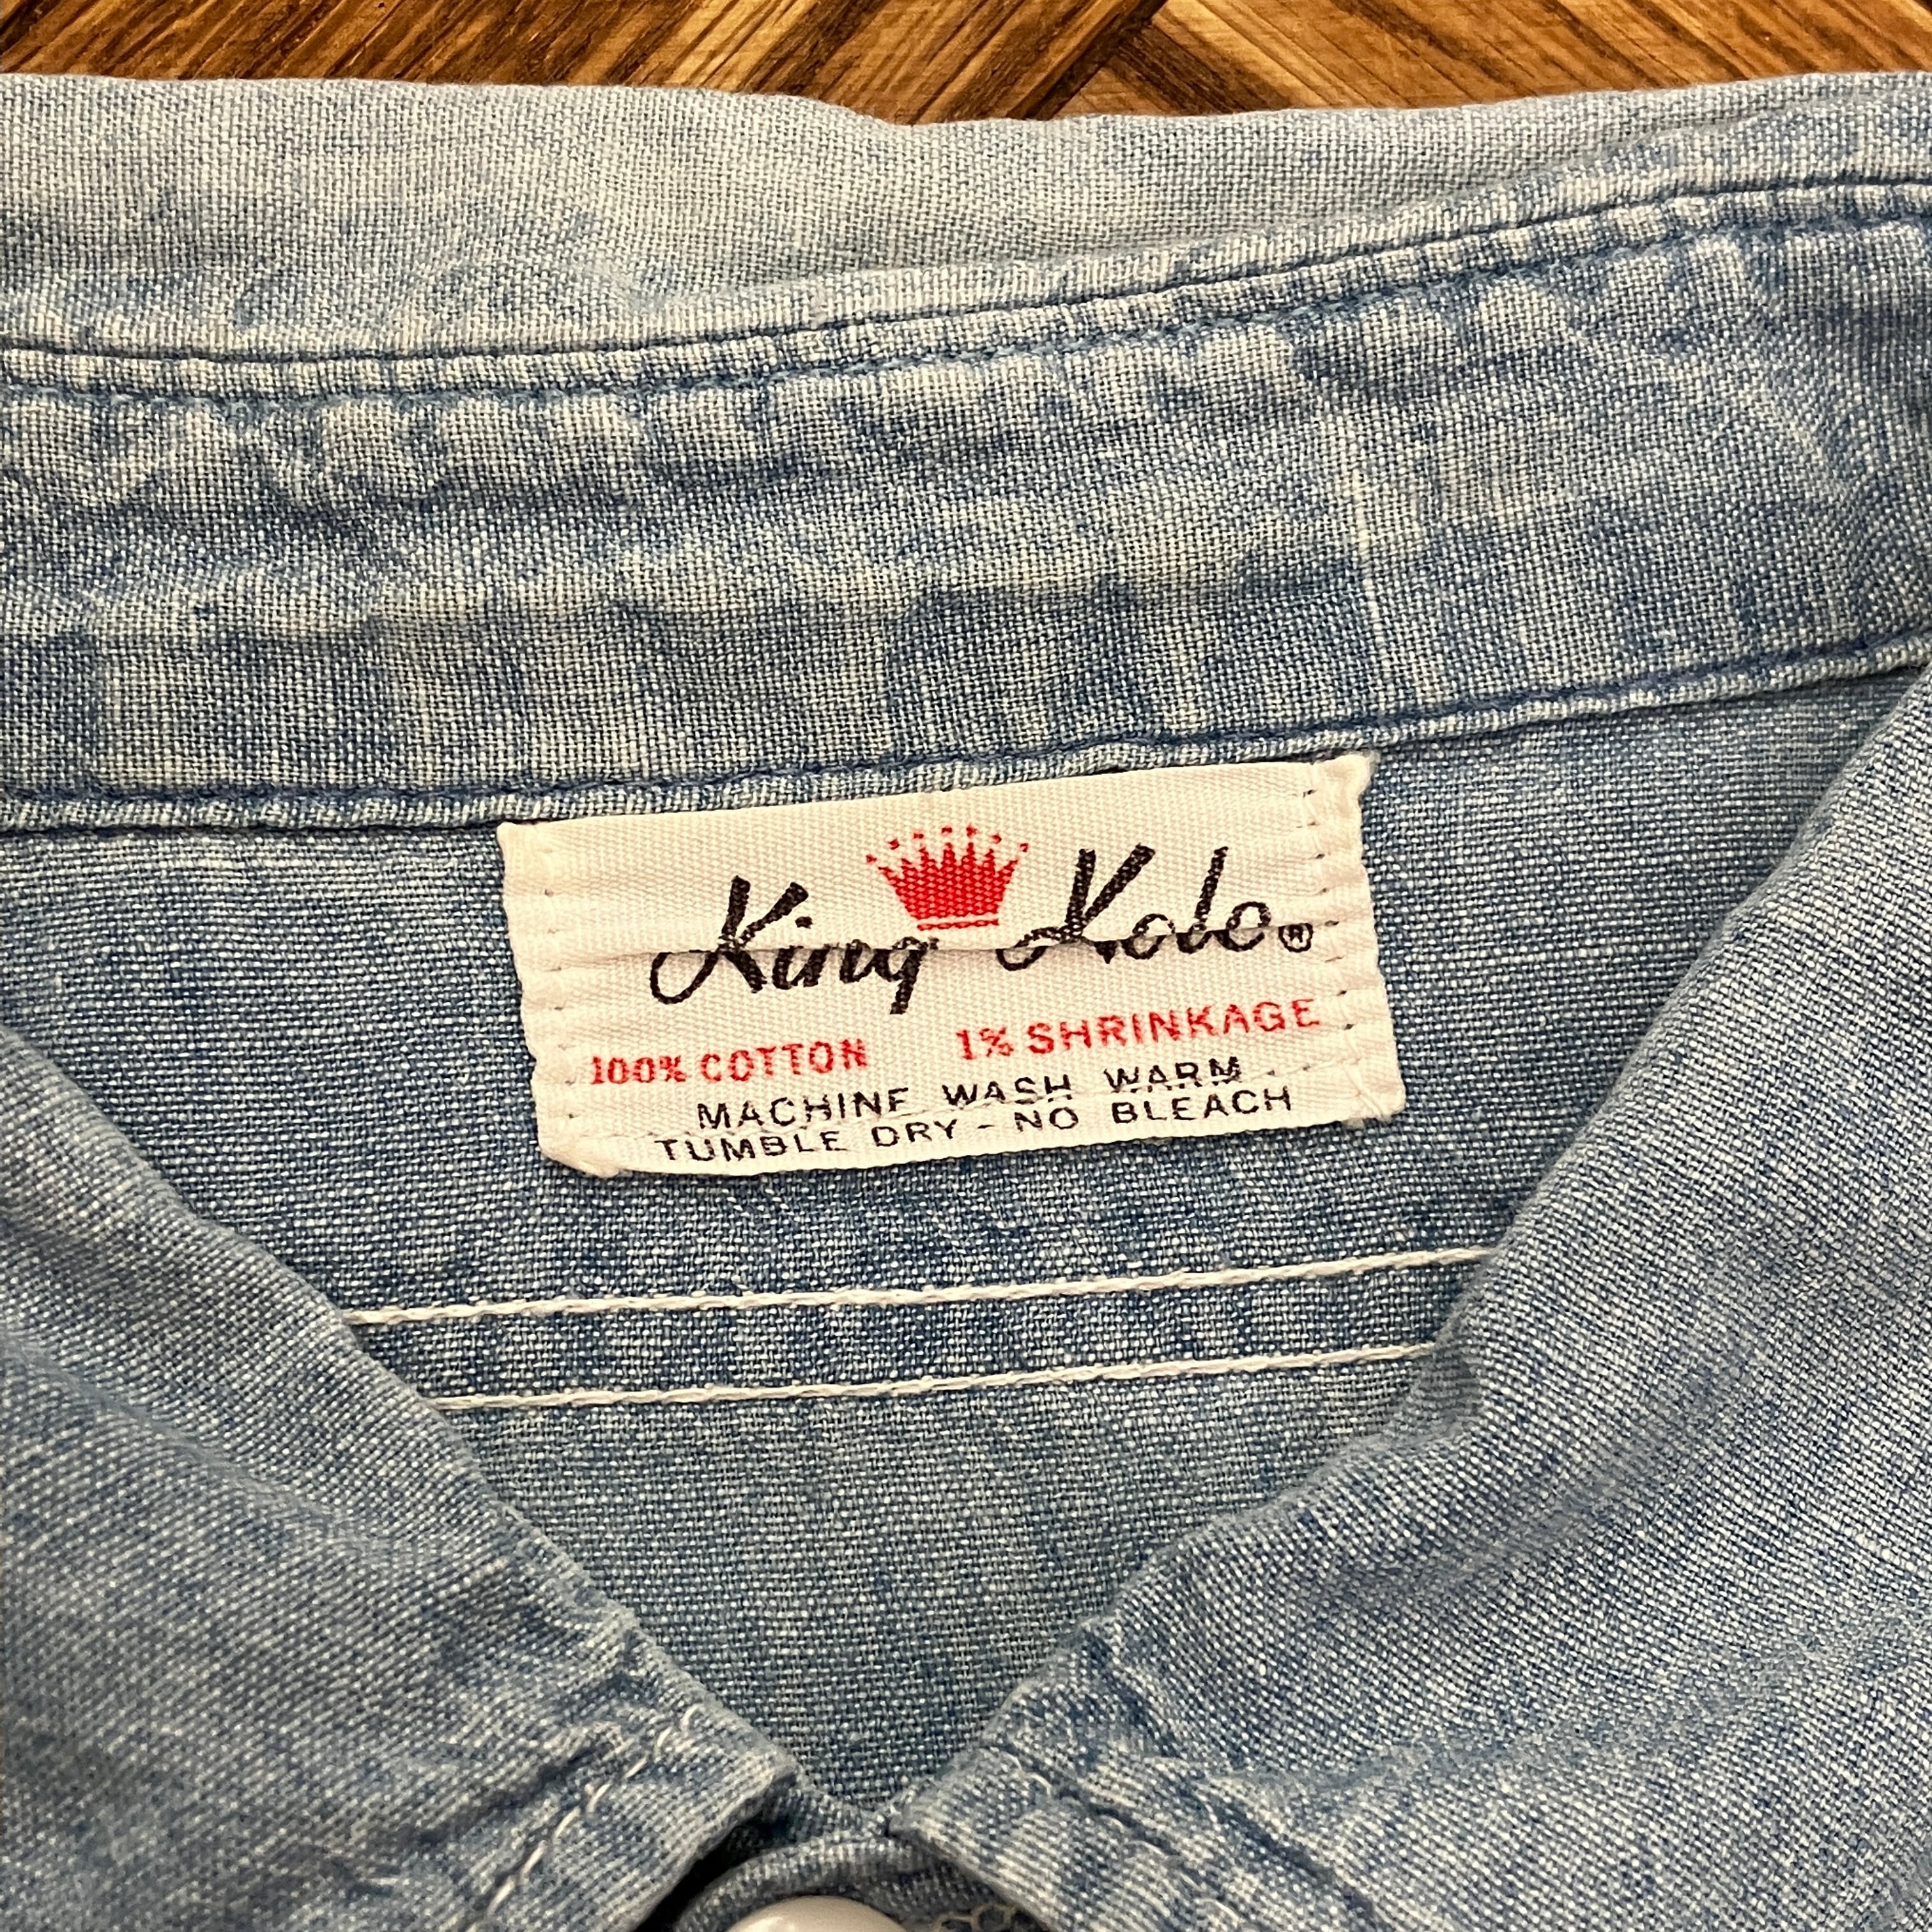 King Kole®
100% COTTON 1% SHRINKAGE
MACHINE WASH WARM
TUMBLE DRY - NO BLEACH